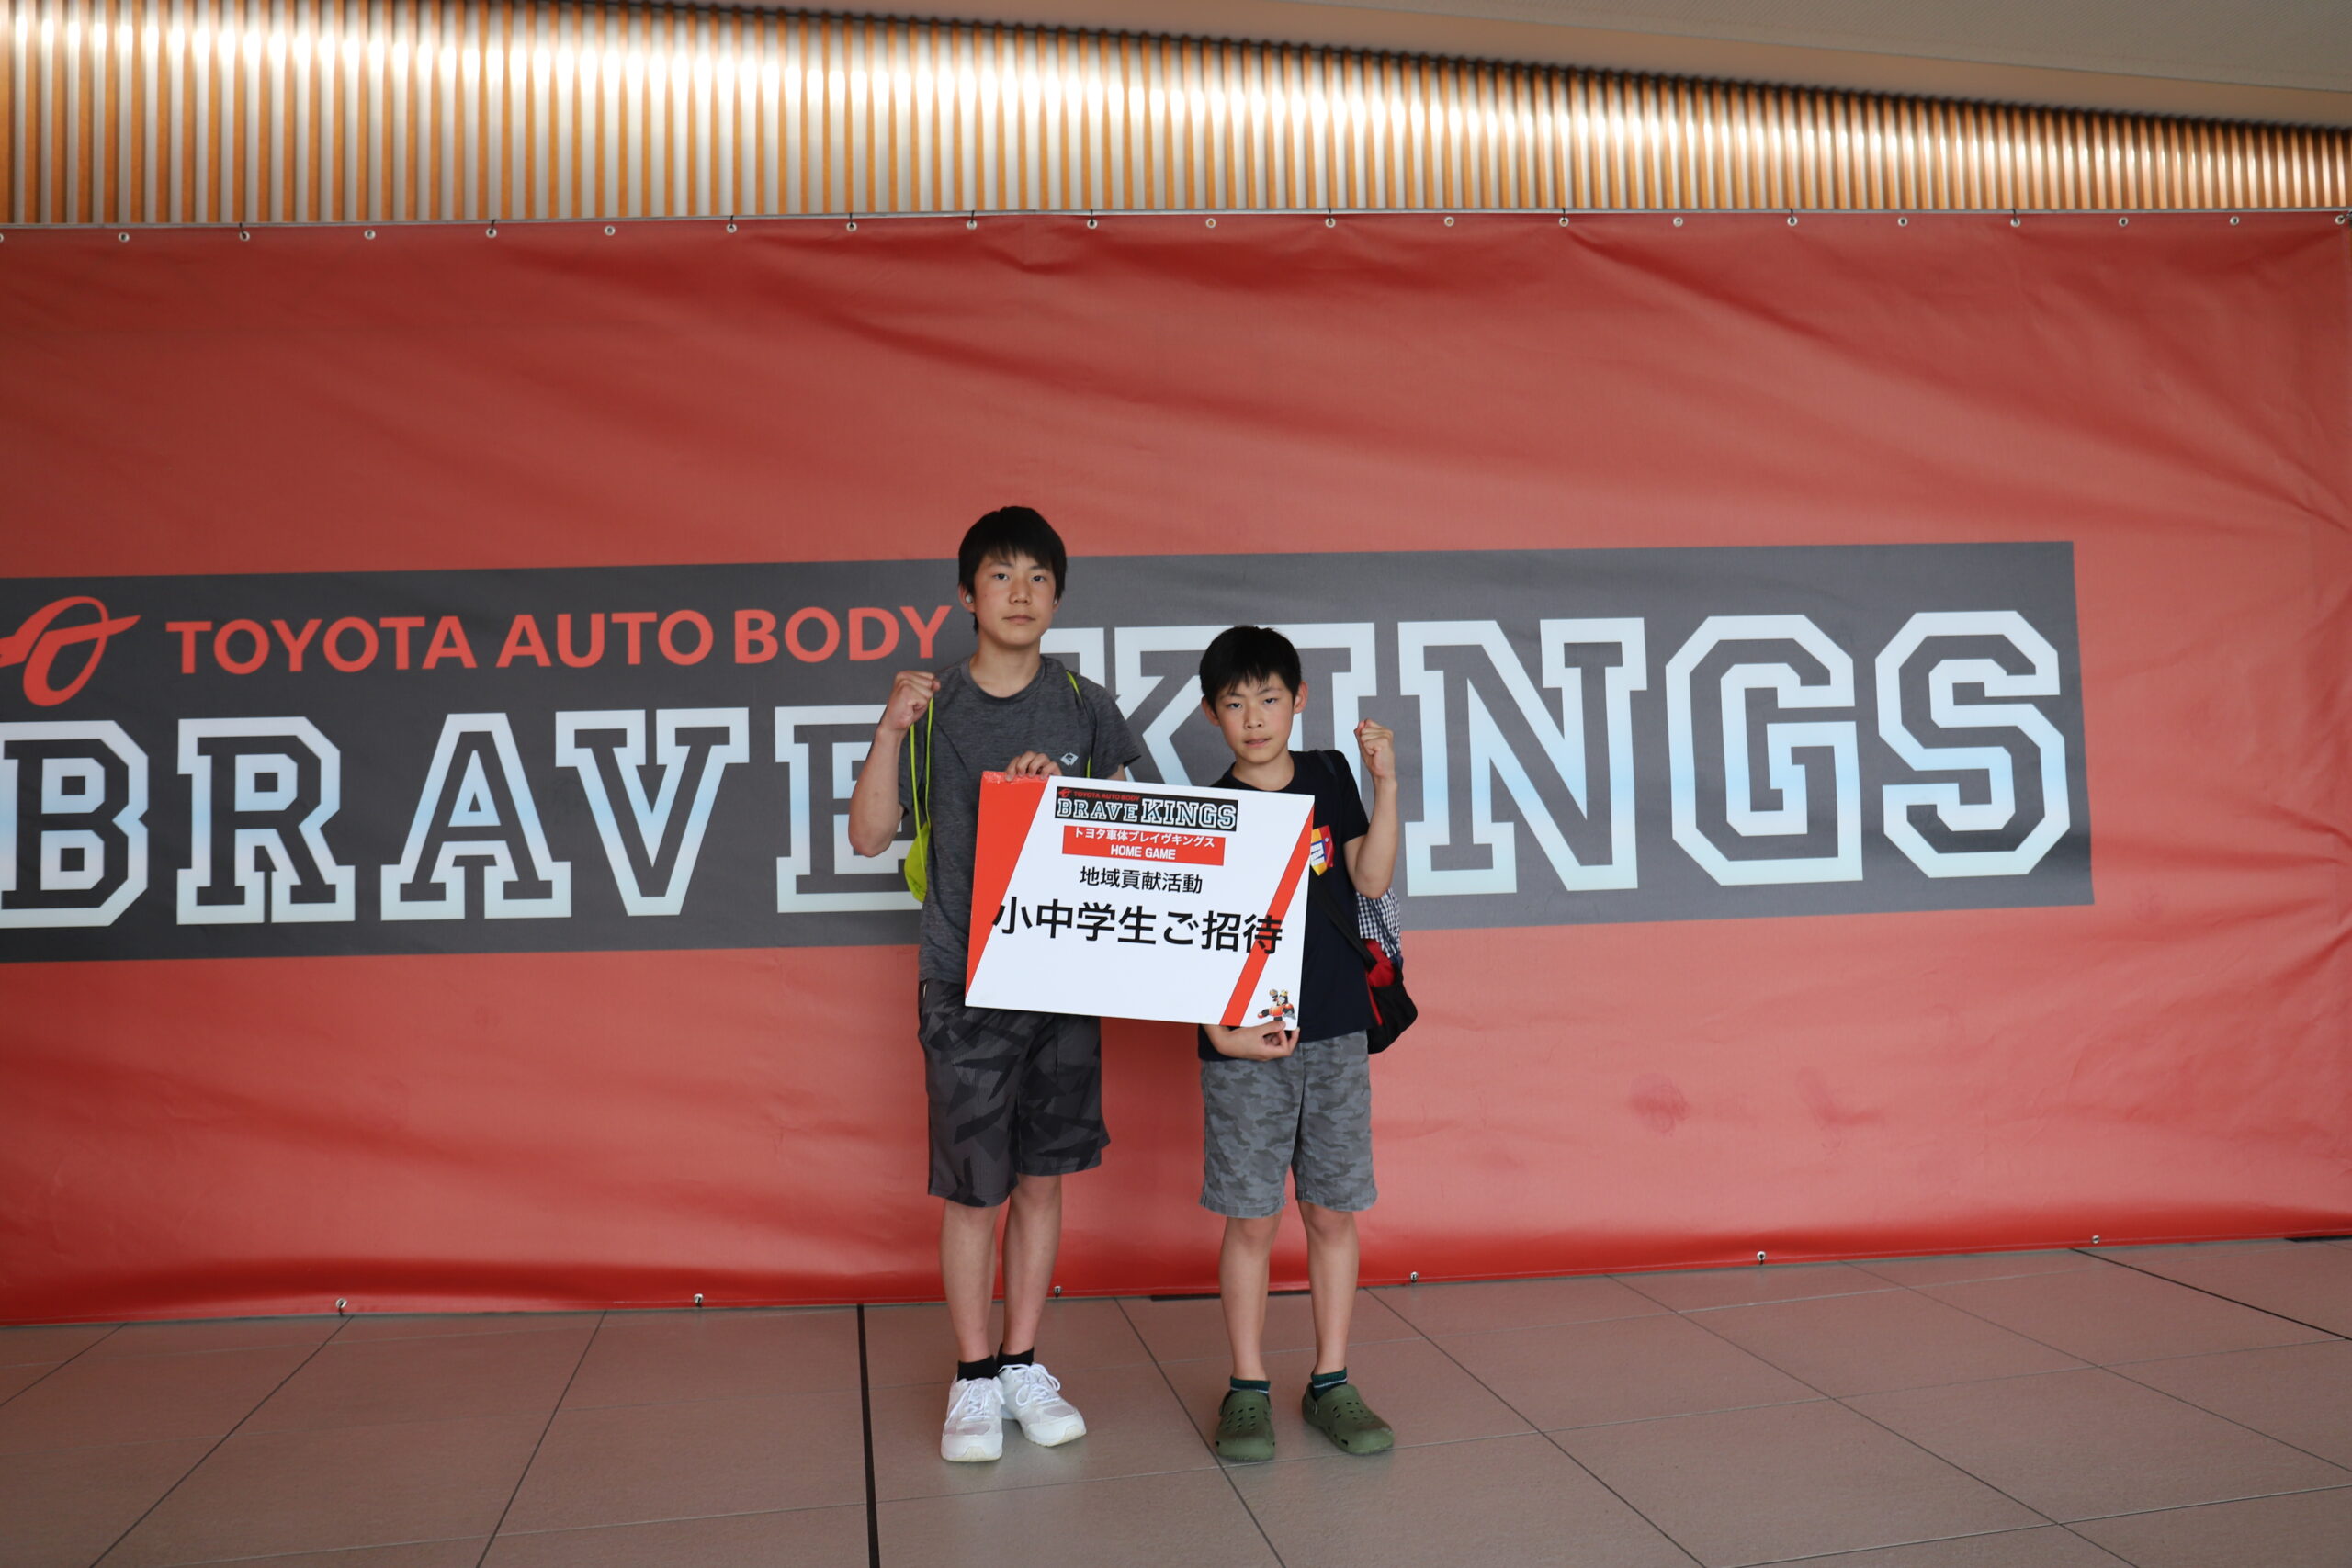 TOYOTA AUTO BODY
BRAVE KINGS
TOYOTA AUTO BODY
BRAVE KINGS
トヨタ車体ブレイヴキングス
HOME GAME
地域貢献活動
小中学生ご招待